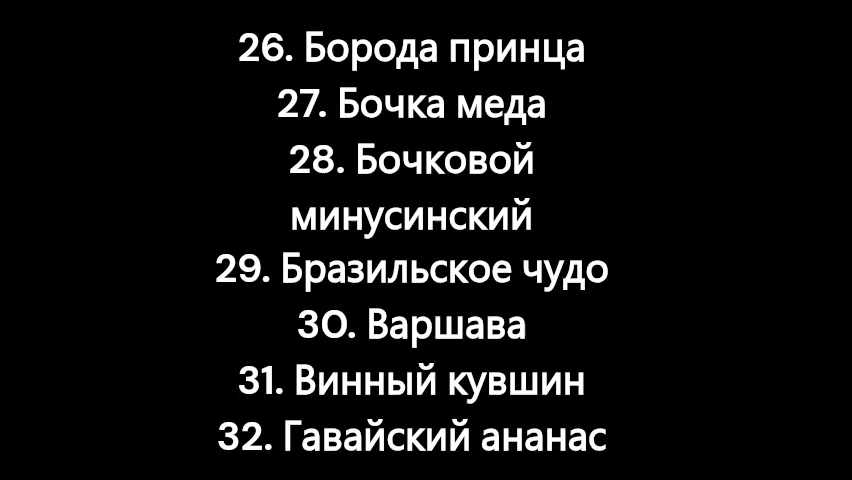 26. Борода принца
27. Бочка меда
28. Бочковой
минусинский
29. Бразильское чудо
30. Варшава
31. Винный кувшин
32. Гавайский ананас